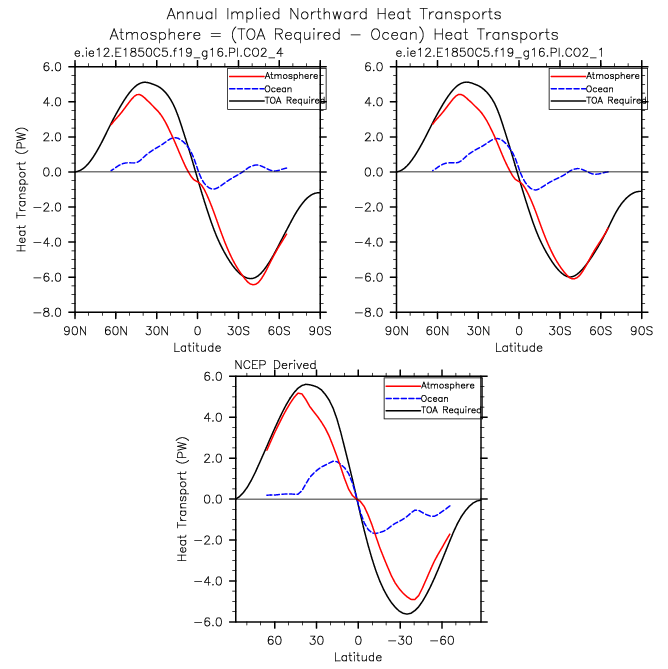 Annual Implied Northward Heat Transports
Atmosphere = (TOA Required − Ocean) Heat Transports
e.ie12.E1850C5.f19_g16.PI.CO2_4
e.ie12.E1850C5.f19_g16.PI.CO2_1
6.0
4.0
2.0
0.0
−2.0
−4.0
−6.0
−8.0
Heat Transport (PW)
Atmosphere
Ocean
TOA Required
90N 60N 30N 0 30S 60S 90S
Latitude
6.0
4.0
2.0
0.0
−2.0
−4.0
−6.0
−8.0
Atmosphere
Ocean
TOA Required
90N 60N 30N 0 30S 60S 90S
Latitude
NCEP Derived
6.0
4.0
2.0
0.0
−2.0
−4.0
−6.0
Heat Transport (PW)
Atmosphere
Ocean
TOA Required
60 30 0 −30 −60
Latitude